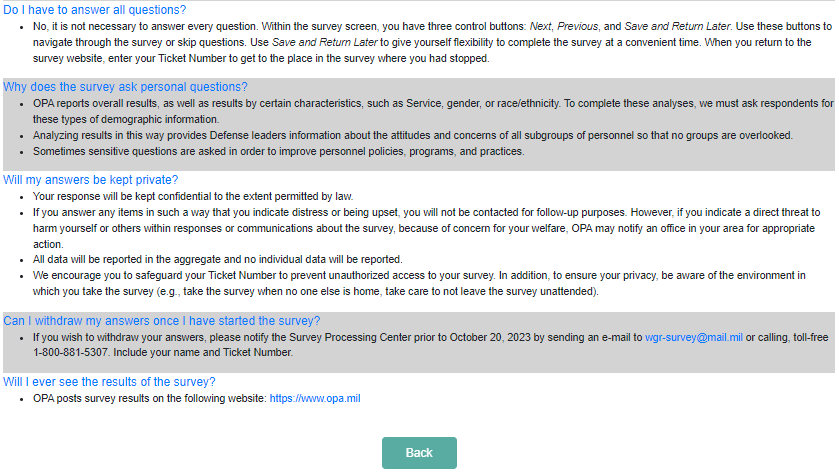 Do I have to answer all questions?
• No, it is not necessary to answer every question. Within the survey screen, you have three control buttons: Next, Previous, and Save and Return Later. Use these buttons to
navigate through the survey or skip questions. Use Save and Return Later to give yourself flexibility to complete the survey at a convenient time. When you return to the
survey website, enter your Ticket Number to get to the place in the survey where you had stopped.
Why does the survey ask personal questions?
• OPA reports overall results, as well as results by certain characteristics, such as Service, gender, or race/ethnicity. To complete these analyses, we must ask respondents for
these types of demographic information.
• Analyzing results in this way provides Defense leaders information about the attitudes and concerns of all subgroups of personnel so that no groups are overlooked.
• Sometimes sensitive questions are asked in order to improve personnel policies, programs, and practices.
Will my answers be kept private?
• Your response will be kept confidential to the extent permitted by law.
• If you answer any items in such a way that you indicate distress or being upset, you will not be contacted for follow-up purposes. However, if you indicate a direct threat to
harm yourself or others within responses or communications about the survey, because of concern for your welfare, OPA may notify an office in your area for appropriate
action.
• All data will be reported in the aggregate and no individual data will be reported.
• We encourage you to safeguard your Ticket Number to prevent unauthorized access to your survey. In addition, to ensure your privacy, be aware of the environment in
which you take the survey (e.g., take the survey when no one else is home, take care to not leave the survey unattended).
Can I withdraw my answers once I have started the survey?
• If you wish to withdraw your answers, please notify the Survey Processing Center prior to October 20, 2023 by sending an e-mail to wgr-survey@mail.mil or calling, toll-free
1-800-881-5307. Include your name and Ticket Number.
Will I ever see the results of the survey?
• OPA posts survey results on the following website: https://www.opa.mil
Back